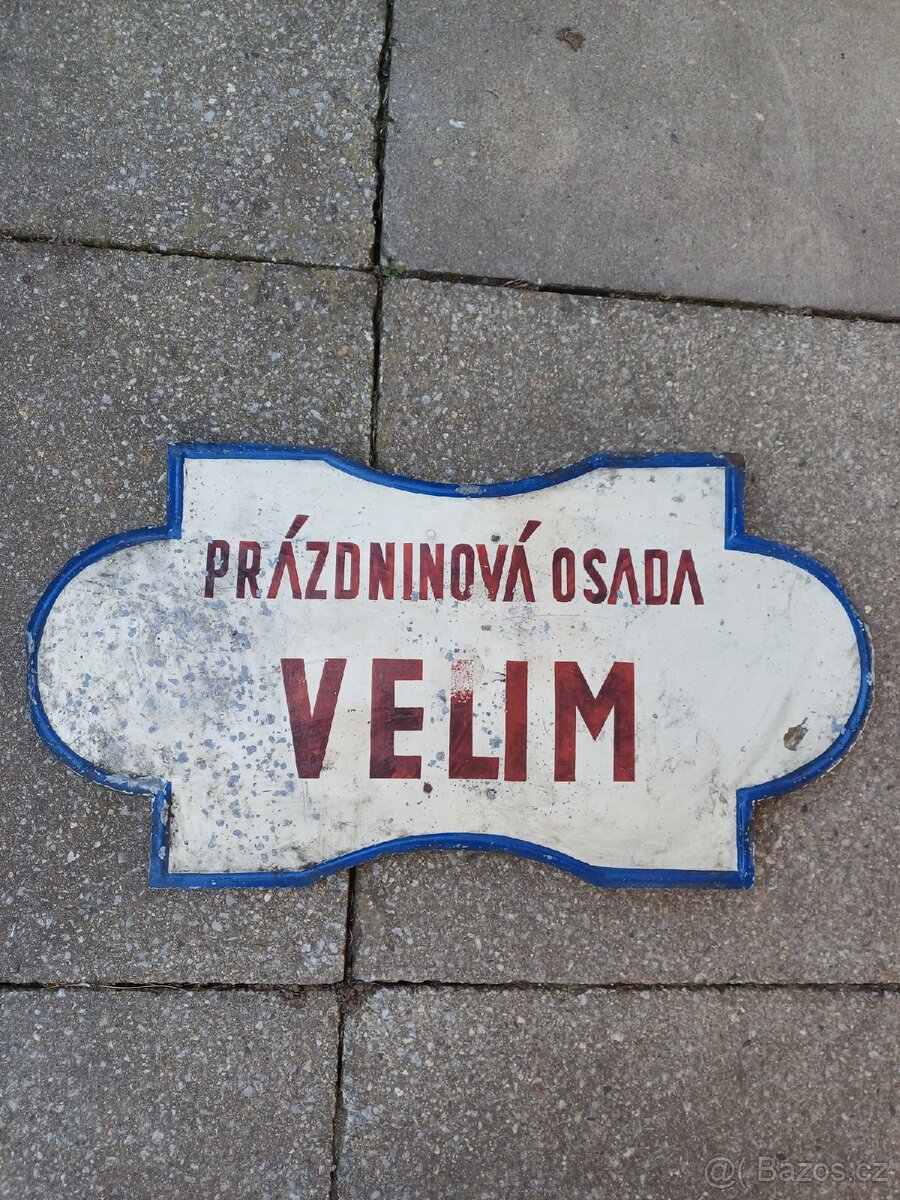 PRÁZDNINOVÁ OSADA
VELIM
@( Bazos.cz